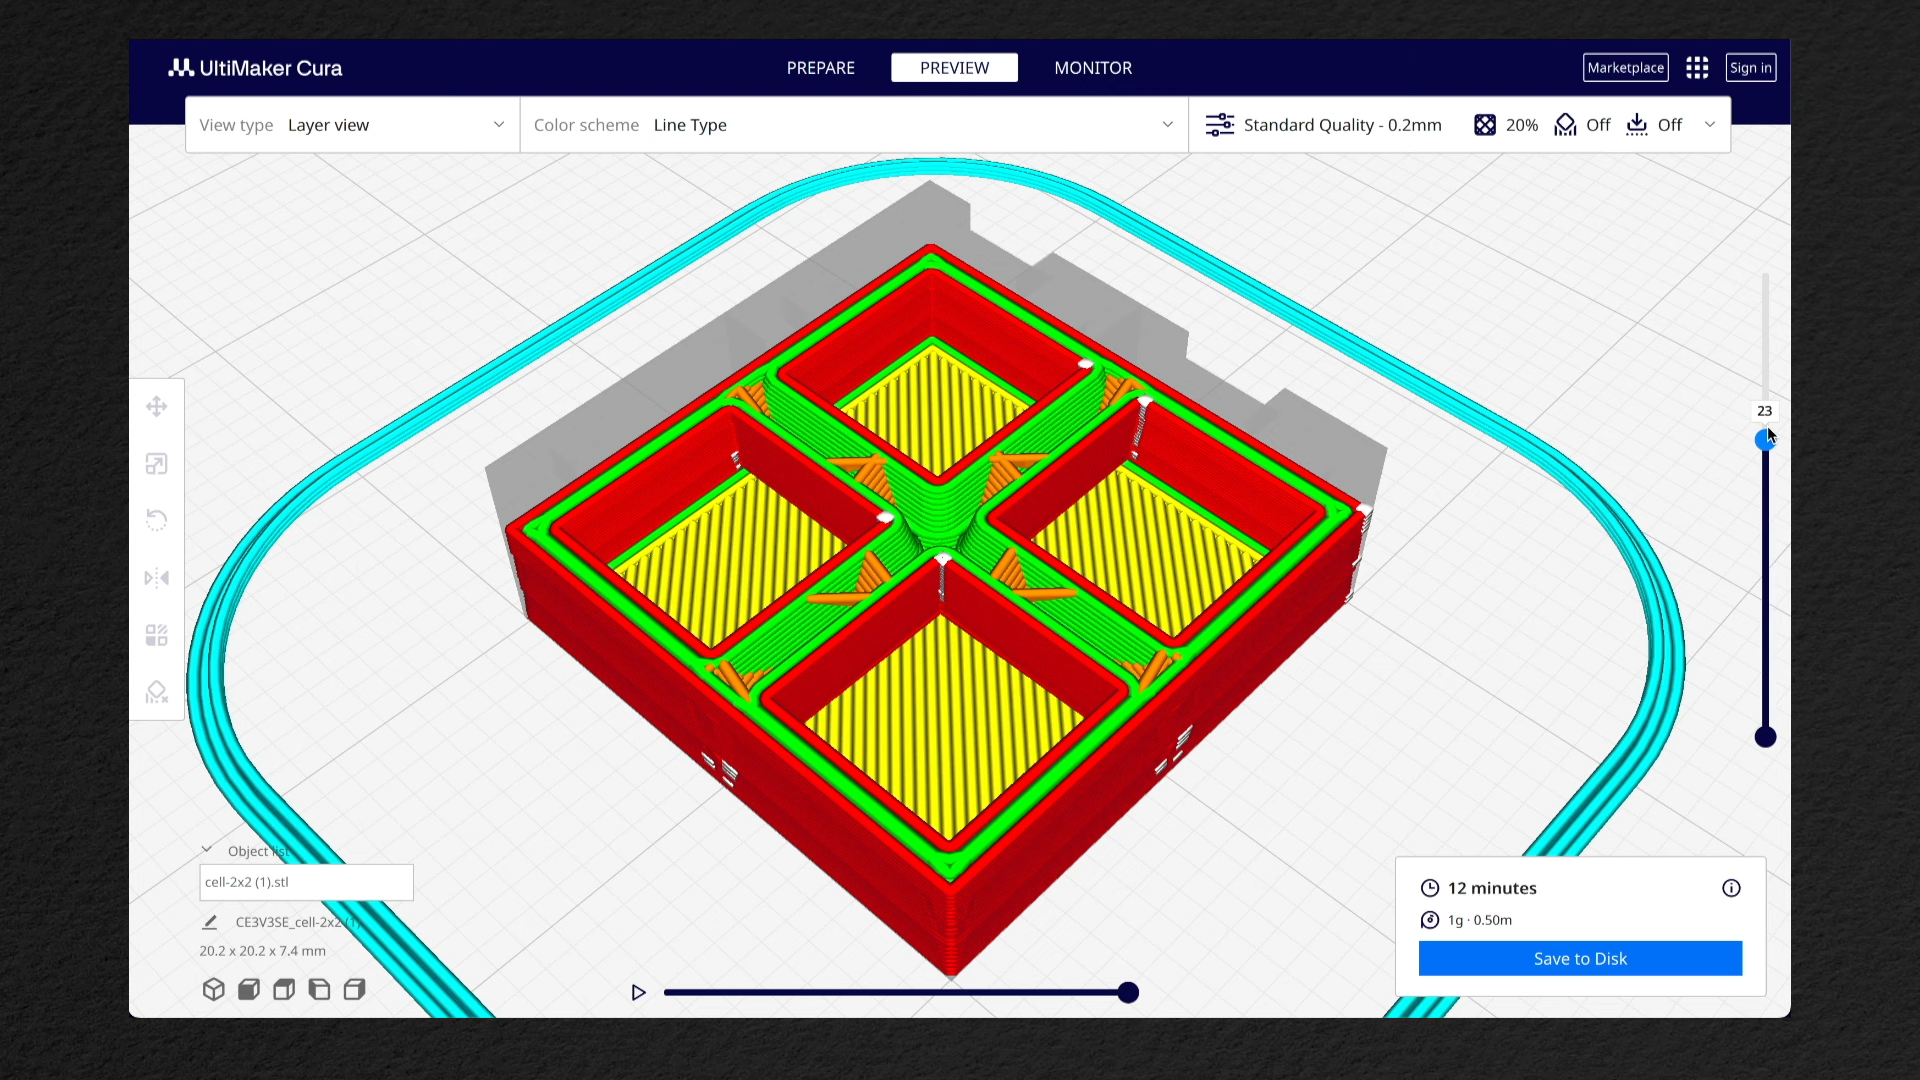 UltiMaker Cura
PREPARE
PREVIEW
MONITOR
Marketplace
Sign in
View type Layer view
Color scheme Line Type
Standard Quality - 0.2mm
20%
Off
Off
23
Object list
cell-2x2 (1).stl
CE3V3SE_cell-2x2 (1)
20.2 x 20.2 x 7.4 mm
12 minutes
1g · 0.50m
Save to Disk